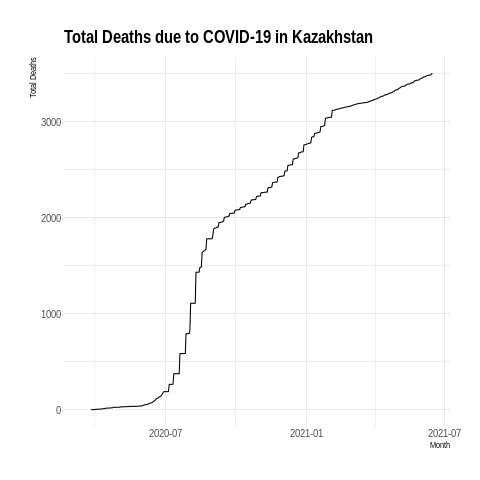 Total Deaths due to COVID-19 in Kazakhstan
Total Deaths
3000
2000
1000
0
2020-07
2021-01
2021-07
Month